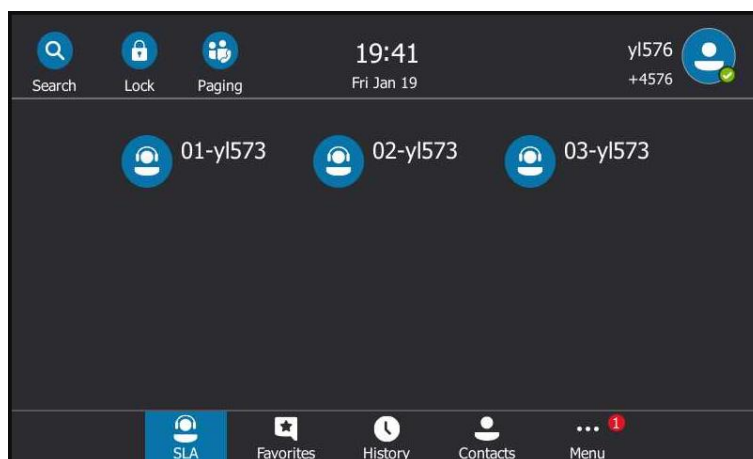 19:41
yl576
Search Lock Paging
Fri Jan 19
+4576
01-yl573 02-yl573 03-yl573
1
SLA Favorites History Contacts Menu